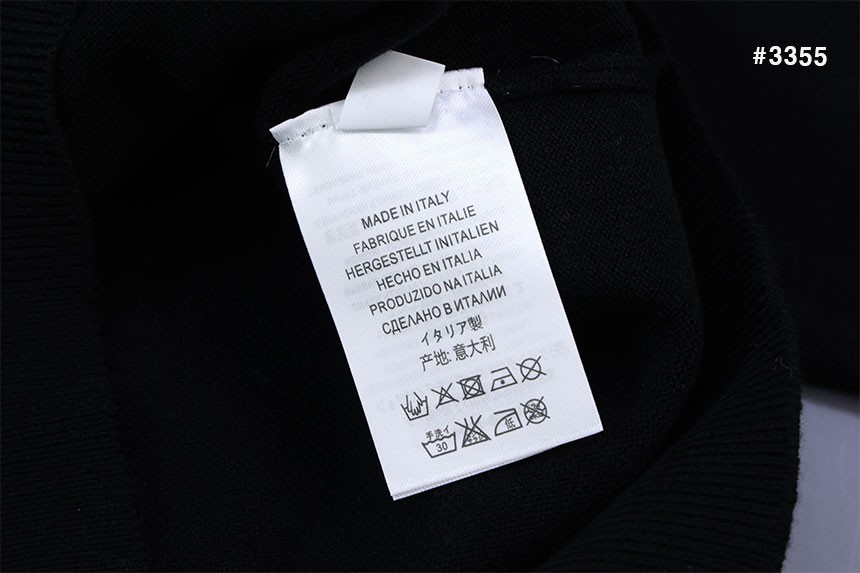 #3355
MADE IN ITALY
FABRIQUE EN ITALIE
HERGESTELLT INITALIEN
HECHO EN ITALIA
PRODUZIDO NA ITALIA
СДЕЛАНО В ИТАЛИИ
イタリア製
产地: 意大利
手洗イ
30
低